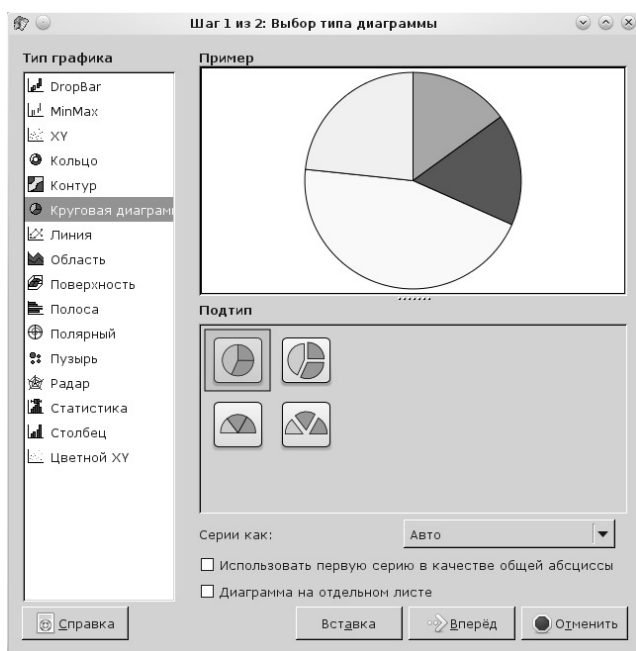 Шаг 1 из 2: Выбор типа диаграммы
Тип графика
DropBar
MinMax
XY
Кольцо
Контур
Круговая диаграмм
Линия
Область
Поверхность
Полоса
Полярный
Пузырь
Радар
Статистика
Столбец
Цветной XY
Пример
Подтип
Серии как:
Авто
Использовать первую серию в качестве общей абсциссы
Диаграмма на отдельном листе
Справка
Вставка
Вперёд
Отменить